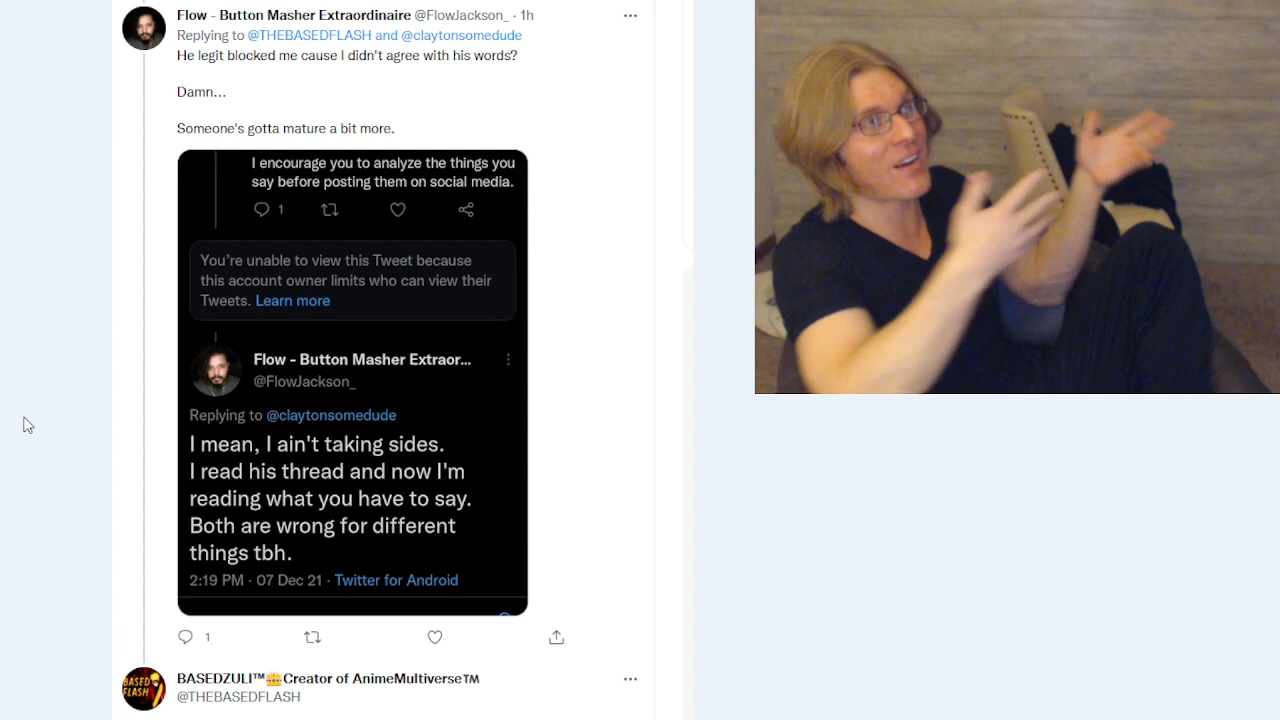 Flow - Button Masher Extraordinaire @FlowJackson_ · 1h
Replying to @THEBASEDFLASH and @claytonsomedude
He legit blocked me cause I didn't agree with his words?
Damn...
Someone's gotta mature a bit more.
I encourage you to analyze the things you
say before posting them on social media.
1
You're unable to view this Tweet because
this account owner limits who can view their
Tweets. Learn more
Flow - Button Masher Extraor...
@FlowJackson_
Replying to @claytonsomedude
I mean, I ain't taking sides.
I read his thread and now I'm
reading what you have to say.
Both are wrong for different
things tbh.
2:19 PM · 07 Dec 21 · Twitter for Android
1
BASED
FLASH
BASEDZULI™👑Creator of AnimeMultiverse™
@THEBASEDFLASH